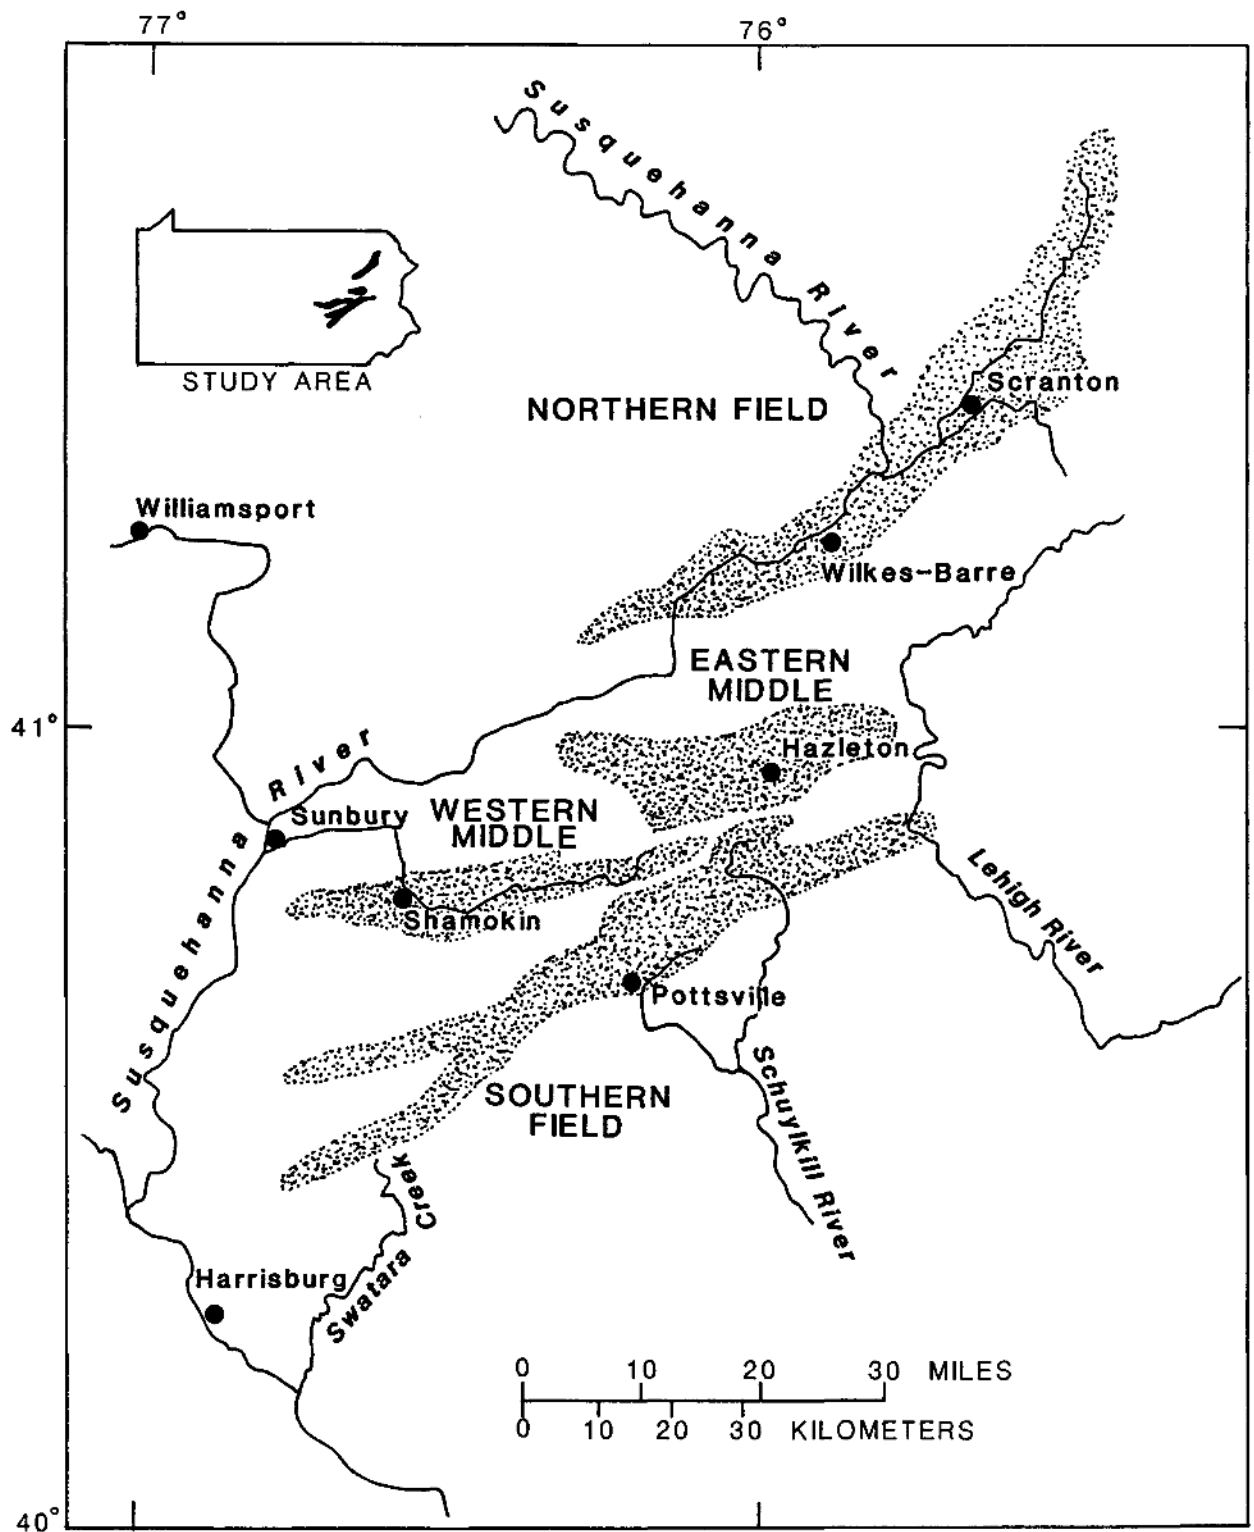 77°
76°
Susquehanna River
STUDY AREA
Scranton
NORTHERN FIELD
Williamsport
Wilkes-Barre
EASTERN
MIDDLE
41°
Hazleton
Susquehanna River
Sunbury
WESTERN
MIDDLE
Shamokin
Lehigh River
Pottsville
SOUTHERN
FIELD
Schuylkill River
Swatara Creek
Harrisburg
0 10 20 30 MILES
0 10 20 30 KILOMETERS
40°